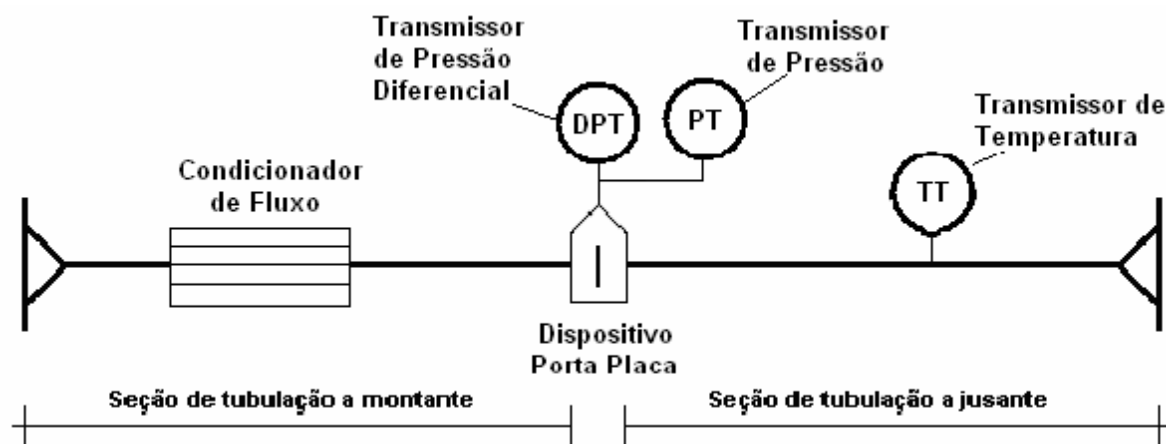 Transmissor
de Pressão
Diferencial
Transmissor
de Pressão
DPT
PT
Transmissor de
Temperatura
TT
Condicionador
de Fluxo
Dispositivo
Porta Placa
Seção de tubulação a montante
Seção de tubulação a jusante